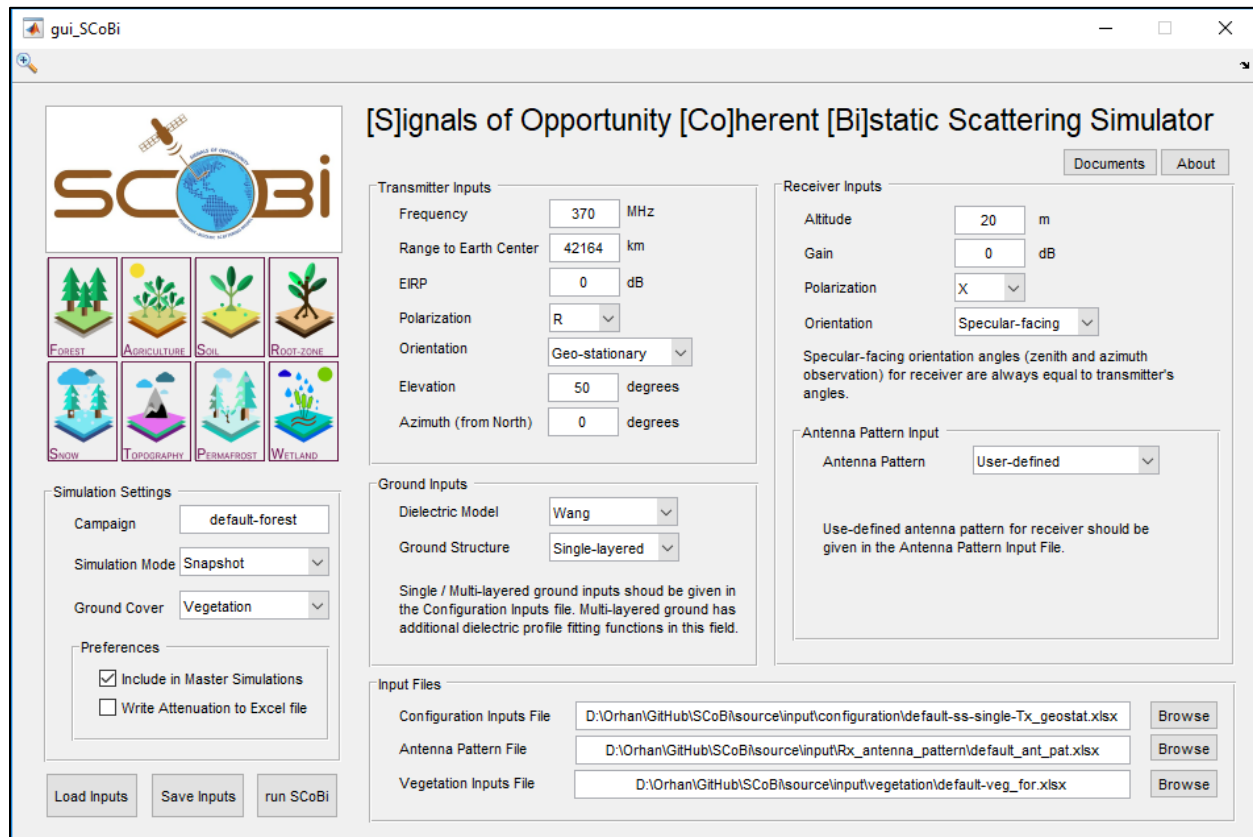 gui_SCoBi
[S]ignals of Opportunity [Co]herent [Bi]static Scattering Simulator
Documents
About
SCOBI
FOREST
AGRICULTURE
SOIL
ROOT-ZONE
SNOW
TOPOGRAPHY
PERMAFROST
WETLAND
Simulation Settings
Campaign default-forest
Simulation Mode Snapshot
Ground Cover Vegetation
Preferences
Include in Master Simulations
Write Attenuation to Excel file
Load Inputs
Save Inputs
run SCoBi
Transmitter Inputs
Frequency 370 MHz
Range to Earth Center 42164 km
EIRP 0 dB
Polarization R
Orientation Geo-stationary
Elevation 50 degrees
Azimuth (from North) 0 degrees
Ground Inputs
Dielectric Model Wang
Ground Structure Single-layered
Single / Multi-layered ground inputs shoud be given in
the Configuration Inputs file. Multi-layered ground has
additional dielectric profile fitting functions in this field.
Receiver Inputs
Altitude 20 m
Gain 0 dB
Polarization X
Orientation Specular-facing
Specular-facing orientation angles (zenith and azimuth
observation) for receiver are always equal to transmitter's
angles.
Antenna Pattern Input
Antenna Pattern User-defined
Use-defined antenna pattern for receiver should be
given in the Antenna Pattern Input File.
Input Files
Configuration Inputs File D:\Orhan\GitHub\SCoBi\source\input\configuration\default-ss-single-Tx_geostat.xlsx Browse
Antenna Pattern File D:\Orhan\GitHub\SCoBi\source\input\Rx_antenna_pattern\default_ant_pat.xlsx Browse
Vegetation Inputs File D:\Orhan\GitHub\SCoBi\source\input\vegetation\default-veg_for.xlsx Browse